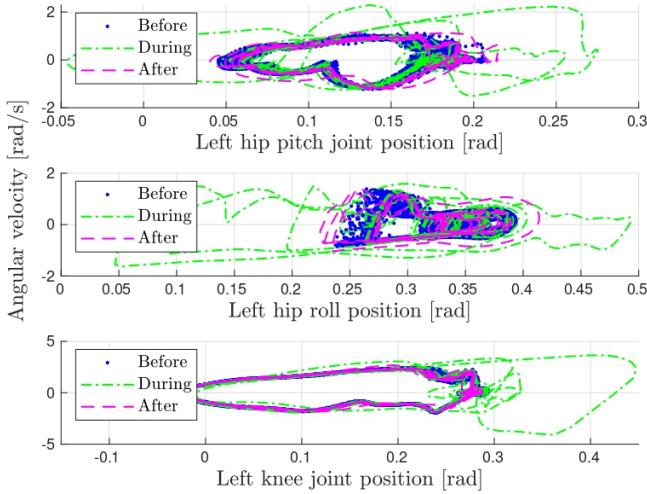 2
0
-2
Before
During
After
-0.05
0
0.05
0.1
0.15
0.2
0.25
0.3
Left hip pitch joint position [rad]
Angular velocity [rad/s]
2
0
-2
Before
During
After
0
0.05
0.1
0.15
0.2
0.25
0.3
0.35
0.4
0.45
0.5
Left hip roll position [rad]
5
0
-5
Before
During
After
-0.1
0
0.1
0.2
0.3
0.4
Left knee joint position [rad]